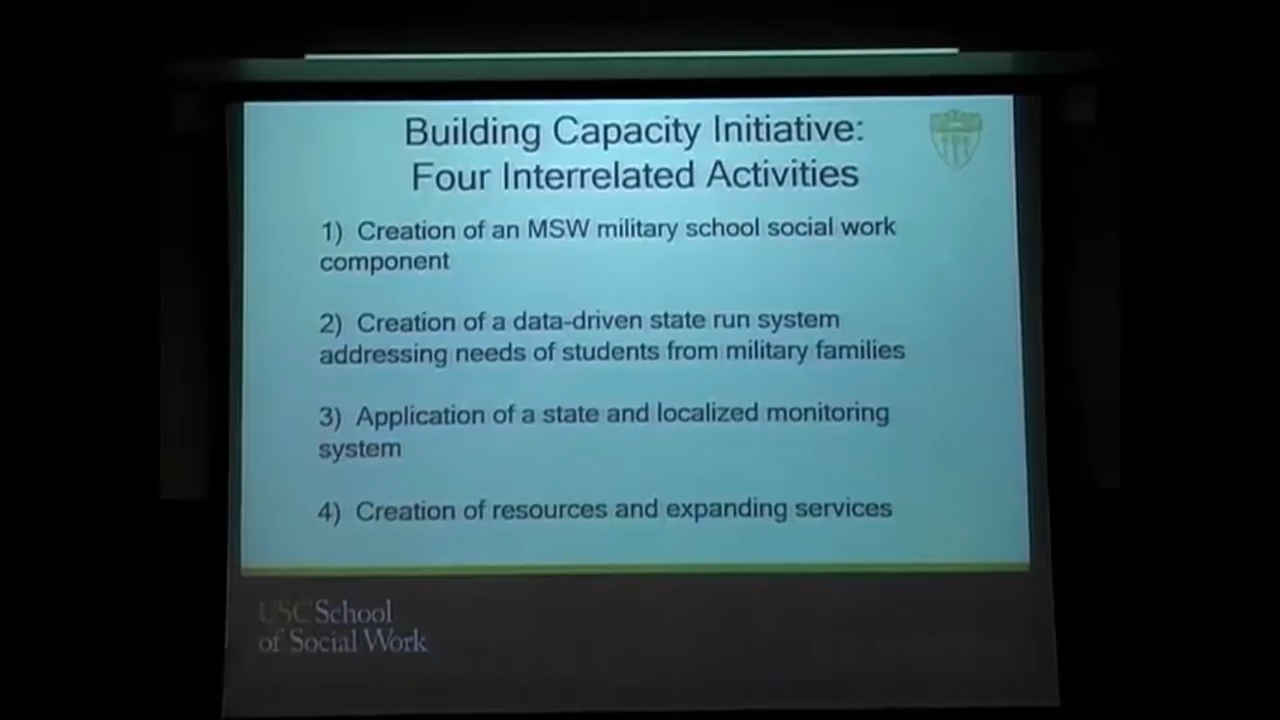 Building Capacity Initiative:
Four Interrelated Activities
1) Creation of an MSW military school social work
component
2) Creation of a data-driven state run system
addressing needs of students from military families
3) Application of a state and localized monitoring
system
4) Creation of resources and expanding services
USC School
of Social Work